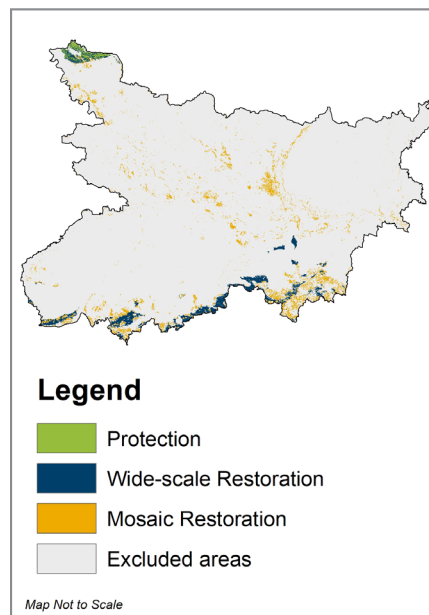 Legend
Protection
Wide-scale Restoration
Mosaic Restoration
Excluded areas
Map Not to Scale